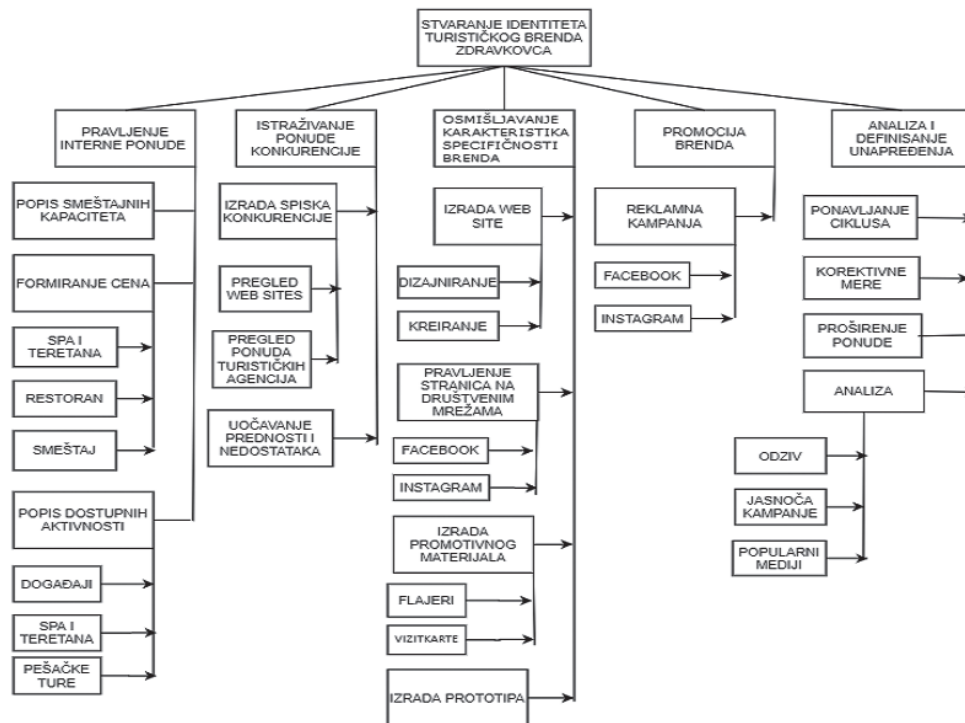 STVARANJE IDENTITETA
TURISTIČKOG BRENDA
ZDRAVKOVCA
PRAVLJENJE
INTERNE PONUDE
POPIS SMEŠTAJNIH
KAPACITETA
FORMIRANJE CENA
SPA I
TERETANA
RESTORAN
SMEŠTAJ
POPIS DOSTUPNIH
AKTIVNOSTI
DOGAĐAJI
SPA I
TERETANA
PEŠAČKE
TURE
ISTRAŽIVANJE
PONUDE
KONKURENCIJE
IZRADA SPISKA
KONKURENCIJE
PREGLED
WEB SITES
PREGLED
PONUDA
TURISTIČKIH
AGENCIJA
UOČAVANJE
PREDNOSTI I
NEDOSTATAKA
OSMIŠLJAVANJE
KARAKTERISTIKA
SPECIFIČNOSTI
BRENDA
IZRADA WEB
SITE
DIZAJNIRANJE
KREIRANJE
PRAVLJENJE
STRANICA NA
DRUŠTVENIM
MREŽAMA
FACEBOOK
INSTAGRAM
IZRADA
PROMOTIVNOG
MATERIJALA
FLAJERI
VIZITKARTE
IZRADA PROTOTIPA
PROMOCIJA
BRENDA
REKLAMNA
KAMPANJA
FACEBOOK
INSTAGRAM
ANALIZA I
DEFINISANJE
UNAPREĐENJA
PONAVLJANJE
CIKLUSA
KOREKTIVNE
MERE
PROŠIRENJE
PONUDE
ANALIZA
ODZIV
JASNOĆA
KAMPANJE
POPULARNI
MEDIJI